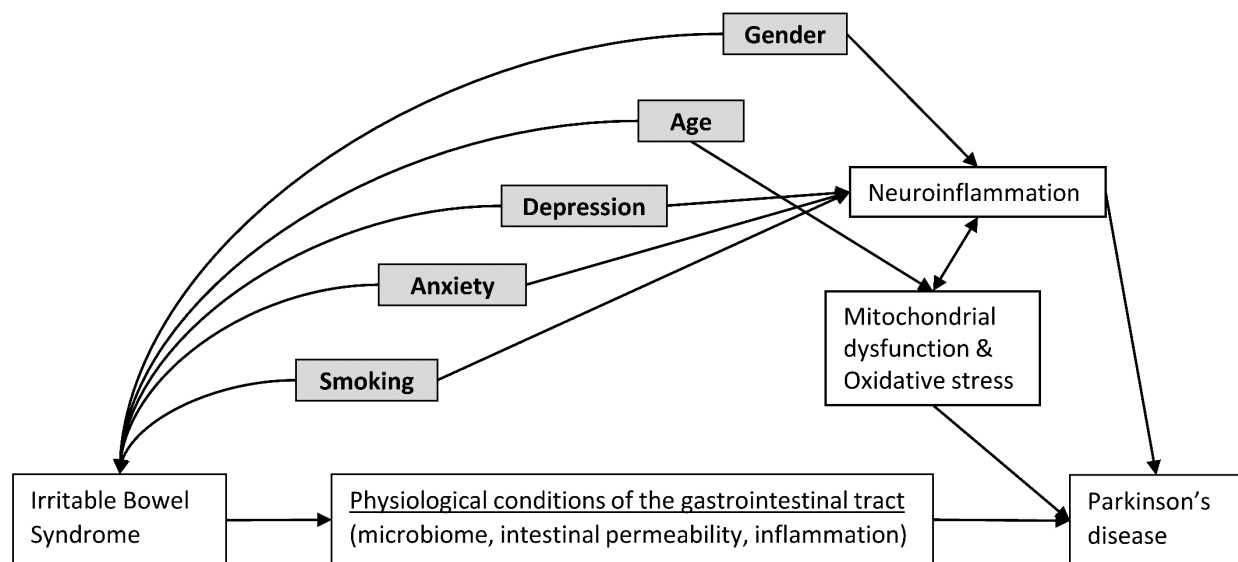 Gender
Age
Neuroinflammation
Depression
Anxiety
Mitochondrial
dysfunction &
Oxidative stress
Smoking
Irritable Bowel
Syndrome
Physiological conditions of the gastrointestinal tract
(microbiome, intestinal permeability, inflammation)
Parkinson’s
disease